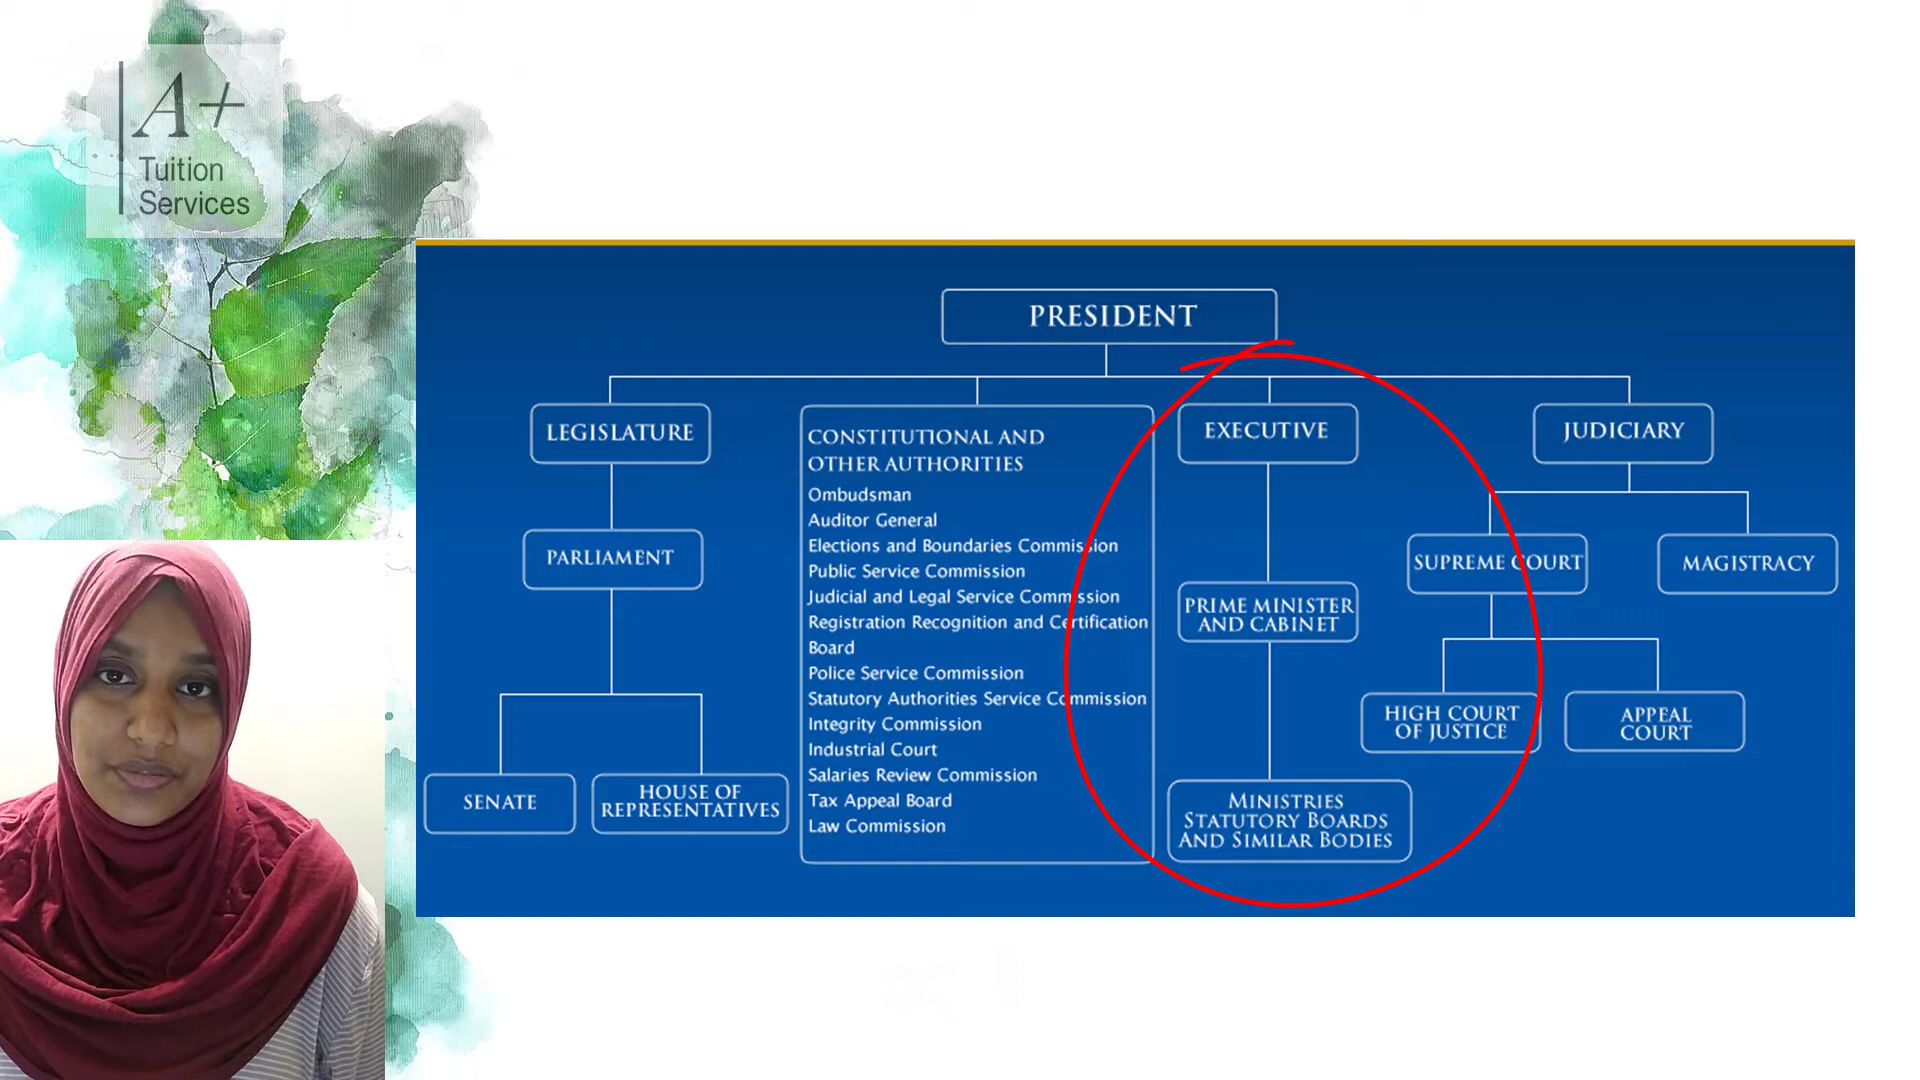 A+
Tuition
Services
PRESIDENT
LEGISLATURE
PARLIAMENT
SENATE
HOUSE OF
REPRESENTATIVES
CONSTITUTIONAL AND
OTHER AUTHORITIES
Ombudsman
Auditor General
Elections and Boundaries Commission
Public Service Commission
Judicial and Legal Service Commission
Registration Recognition and Certification
Board
Police Service Commission
Statutory Authorities Service Commission
Integrity Commission
Industrial Court
Salaries Review Commission
Tax Appeal Board
Law Commission
EXECUTIVE
PRIME MINISTER
AND CABINET
MINISTRIES
STATUTORY BOARDS
AND SIMILAR BODIES
JUDICIARY
SUPREME COURT
MAGISTRACY
HIGH COURT
OF JUSTICE
APPEAL
COURT